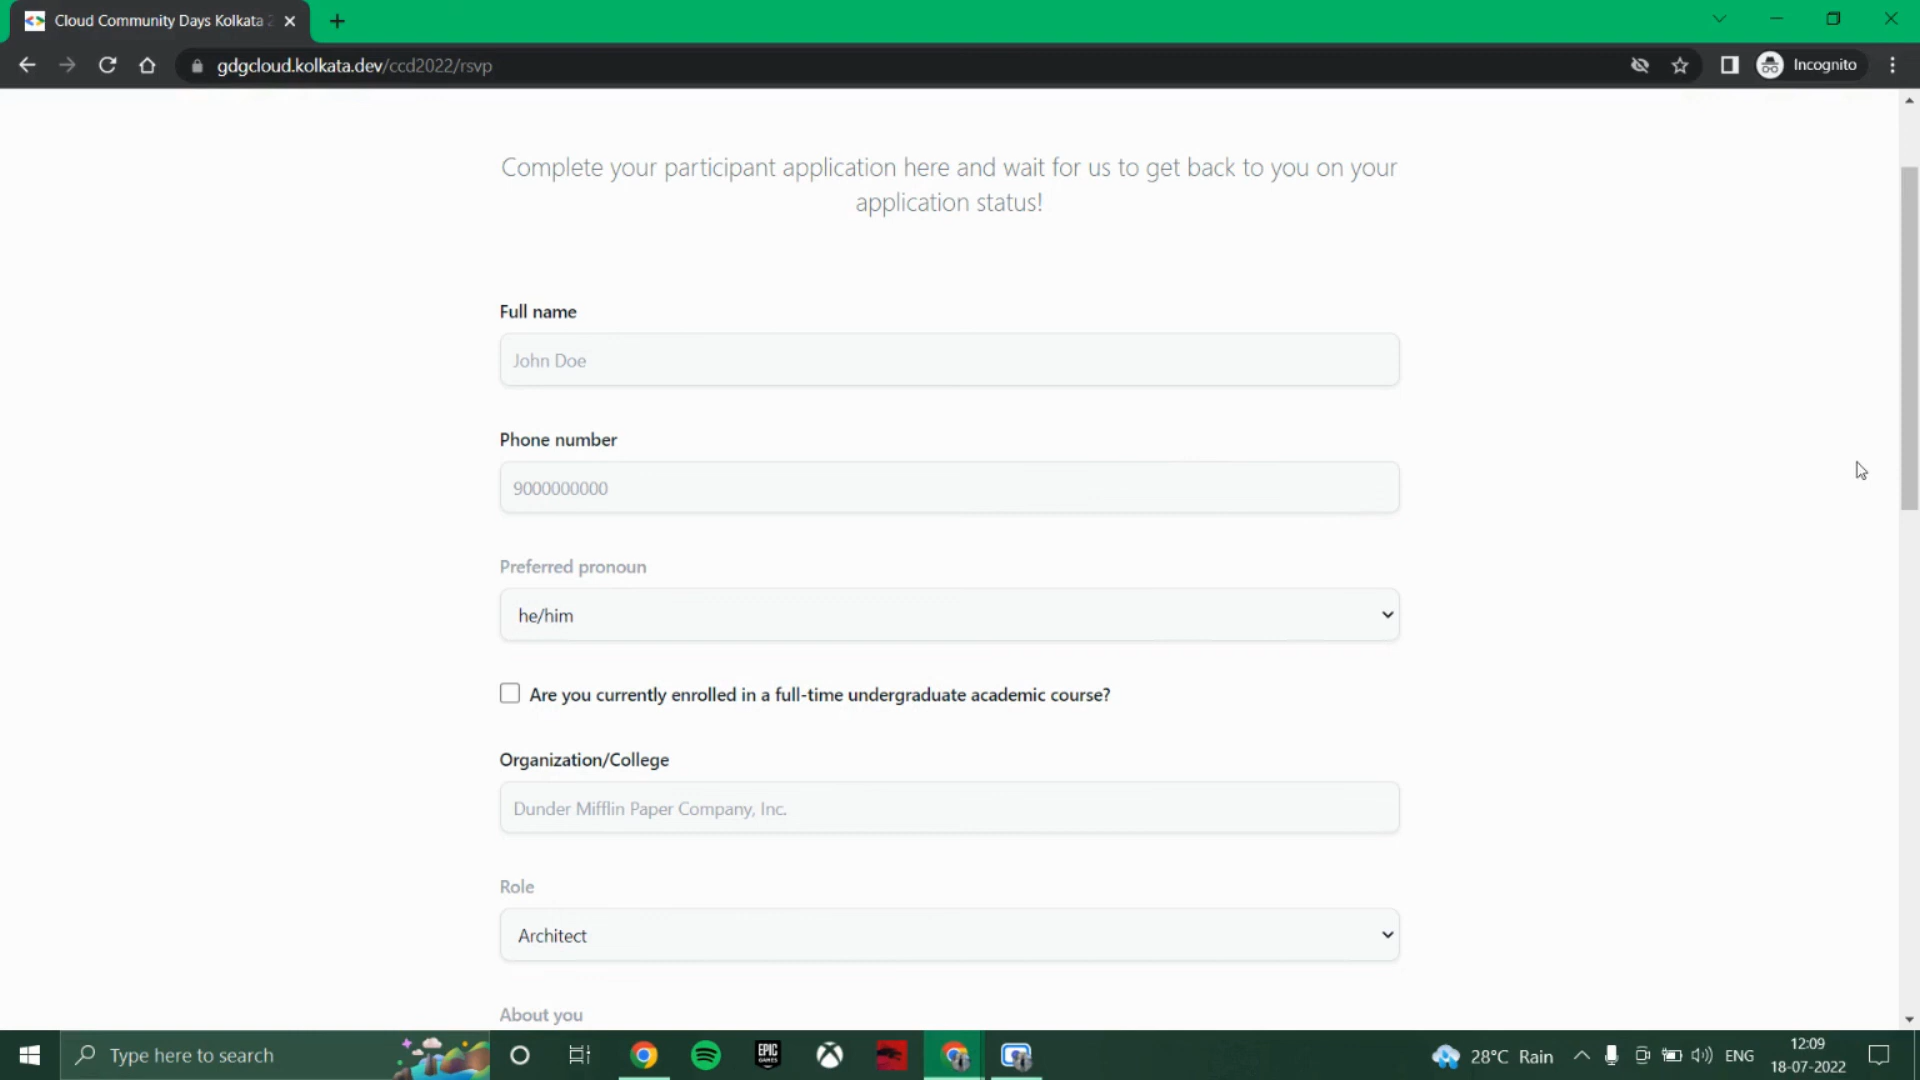 Cloud Community Days Kolkata
gdgcloud.kolkata.dev/ccd2022/rsvp
Incognito
Complete your participant application here and wait for us to get back to you on your
application status!
Full name
John Doe
Phone number
9000000000
Preferred pronoun
he/him
Are you currently enrolled in a full-time undergraduate academic course?
Organization/College
Dunder Mifflin Paper Company, Inc.
Role
Architect
About you
Type here to search
EPIC
GAMES
28°C Rain
ENG
12:09
18-07-2022